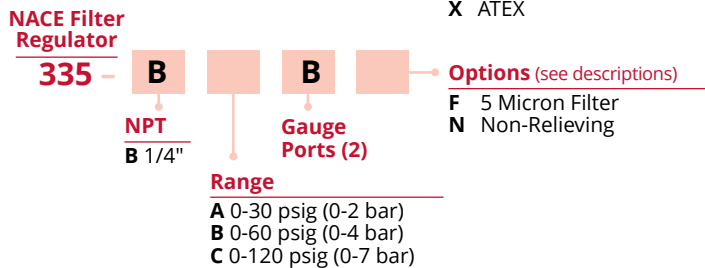 X ATEX
NACE Filter
Regulator
335 – B B
Options (see descriptions)
F 5 Micron Filter
N Non-Relieving
NPT
B 1/4"
Gauge
Ports (2)
Range
A 0-30 psig (0-2 bar)
B 0-60 psig (0-4 bar)
C 0-120 psig (0-7 bar)